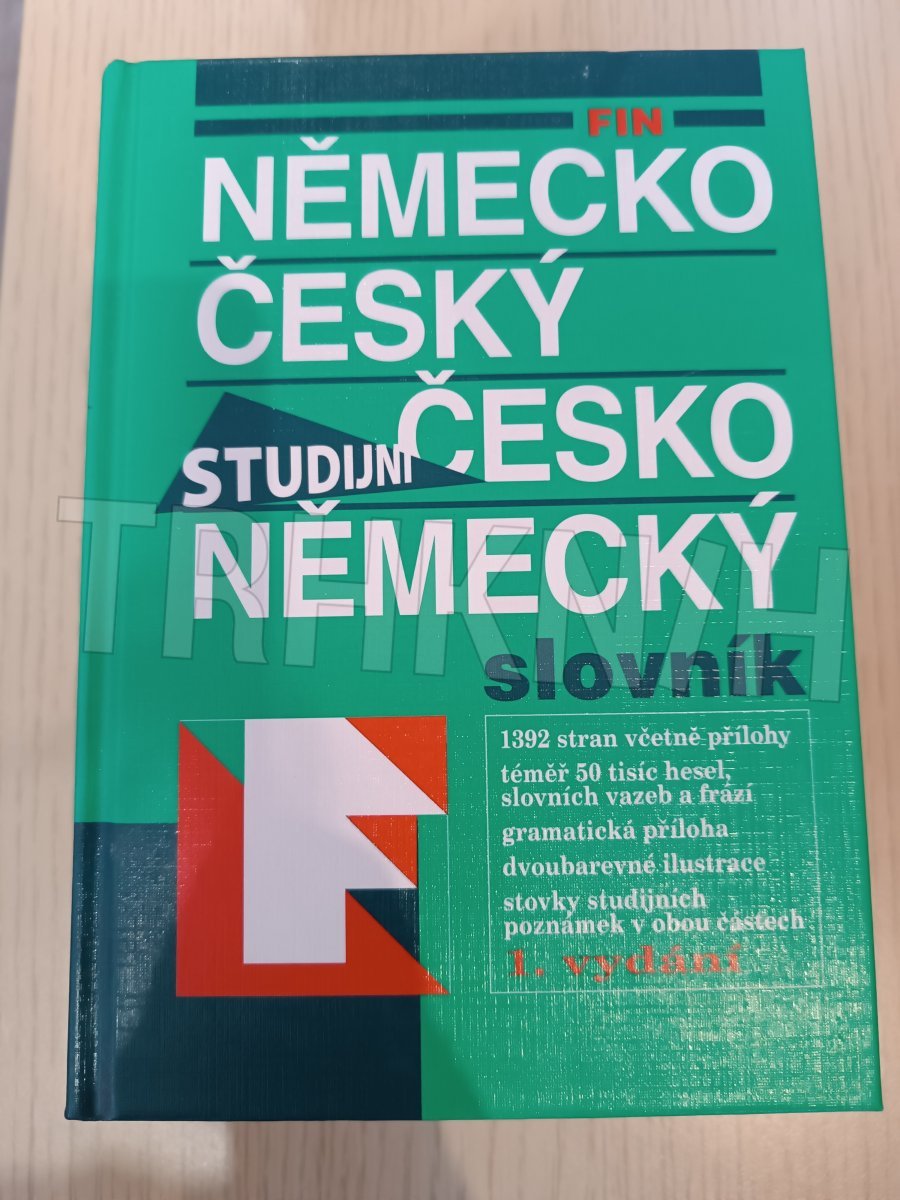 FIN
NĚMECKO
ČESKÝ
ČESKO
STUDIJNÍ
NĚMECKÝ
slovník
1392 stran včetně přílohy
téměř 50 tisíc hesel,
slovních vazeb a frází
gramatická příloha
dvoubarevné ilustrace
stovky studijních
poznámek v obou částech
1. vydání
TRHKNIH